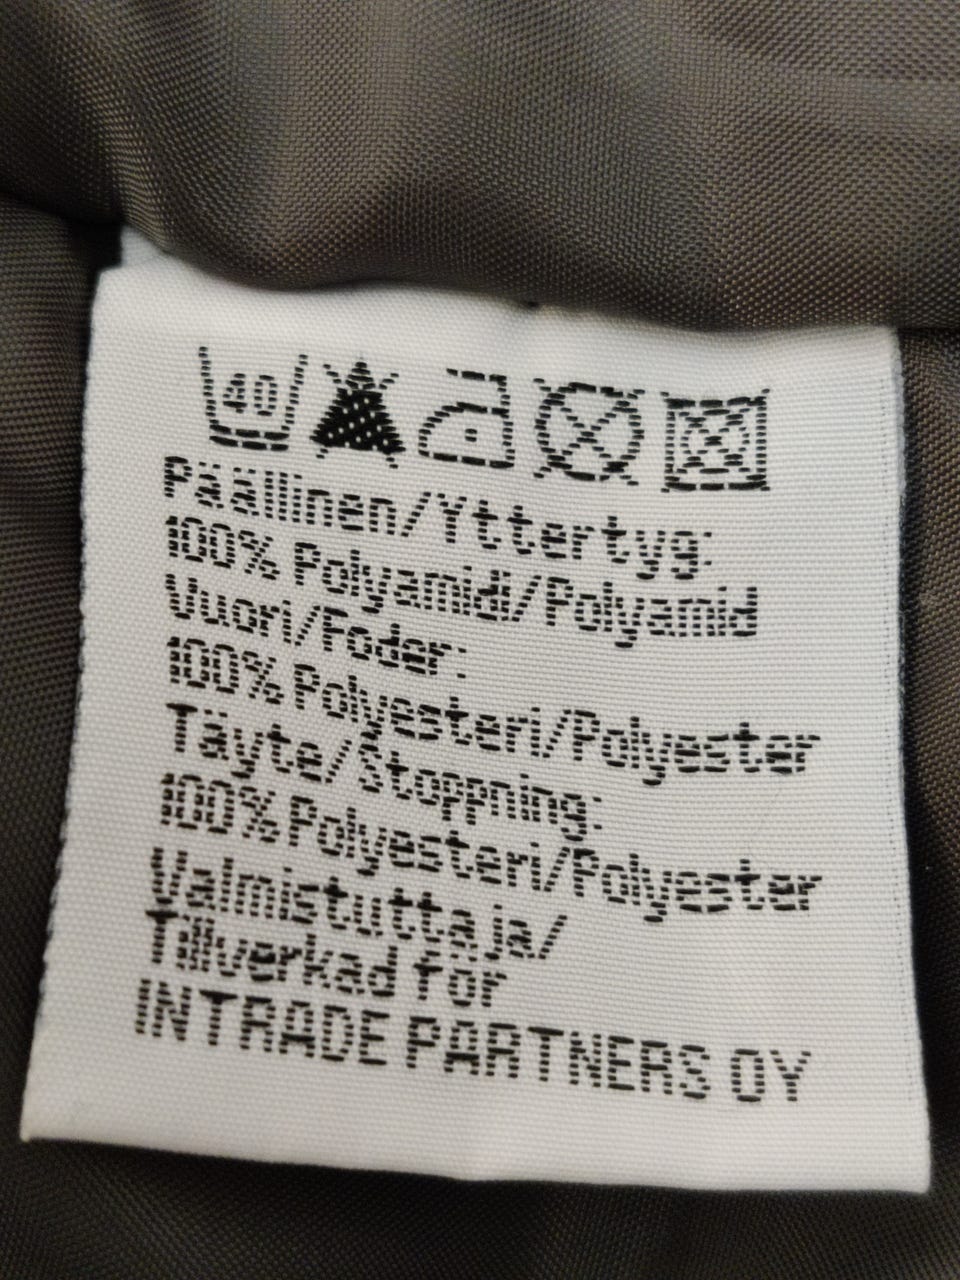 40
Päällinen/Yttertyg:
100% Polyamidi/Polyamid
Vuori/Foder:
100% Polyesteri/Polyester
Täyte/Stoppning:
100% Polyesteri/Polyester
Valmistuttaja/
Tillverkad för
INTRADE PARTNERS OY